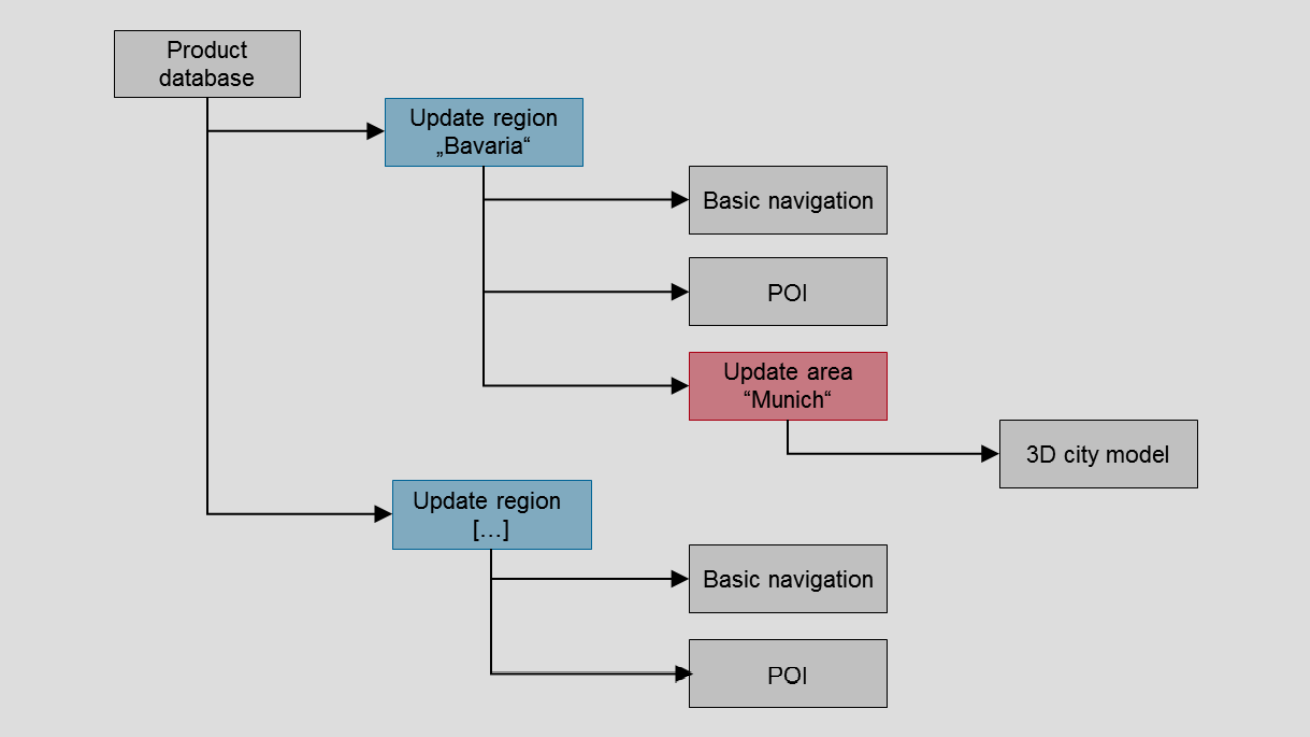 Product
database
Update region
„Bavaria“
Basic navigation
POI
Update area
“Munich“
3D city model
Update region
[...]
Basic navigation
POI